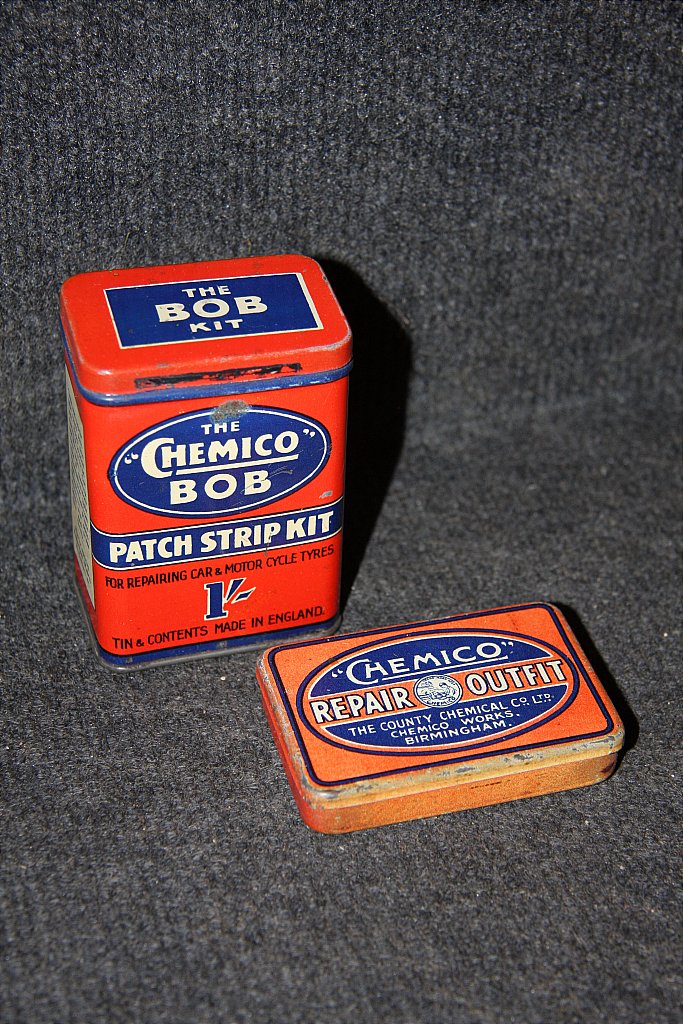 THE
BOB
KIT
THE
"CHEMICO"
BOB
PATCH STRIP KIT
FOR REPAIRING CAR & MOTOR CYCLE TYRES
1/-
TIN & CONTENTS MADE IN ENGLAND.
"CHEMICO"
REPAIR OUTFIT
CHEMICO
THE COUNTY CHEMICAL CO. LTD.
CHEMICO WORKS.
BIRMINGHAM.